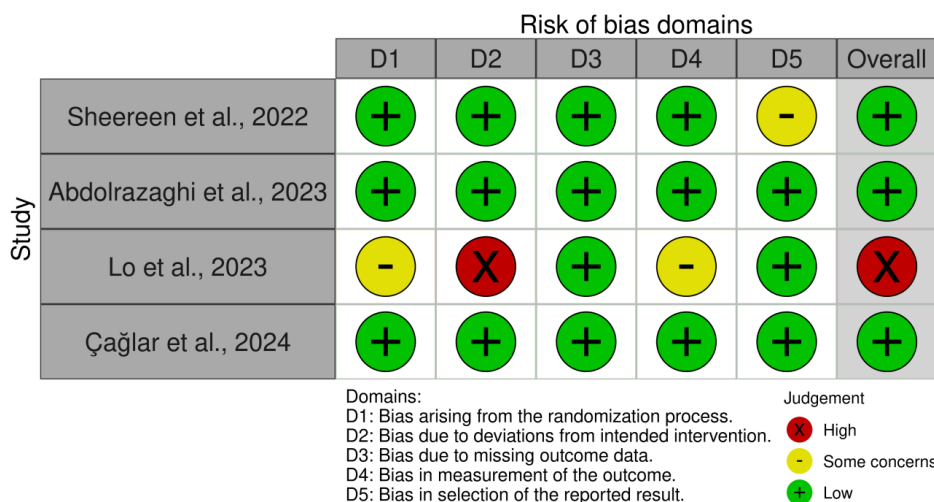 Risk of bias domains
D1 D2 D3 D4 D5 Overall
Study
Sheereen et al., 2022 + + + + - +
Abdolrazaghi et al., 2023 + + + + + +
Lo et al., 2023 - X + - + X
Çağlar et al., 2024 + + + + + +
Domains:
D1: Bias arising from the randomization process.
D2: Bias due to deviations from intended intervention.
D3: Bias due to missing outcome data.
D4: Bias in measurement of the outcome.
D5: Bias in selection of the reported result.
Judgement
X High
- Some concerns
+ Low